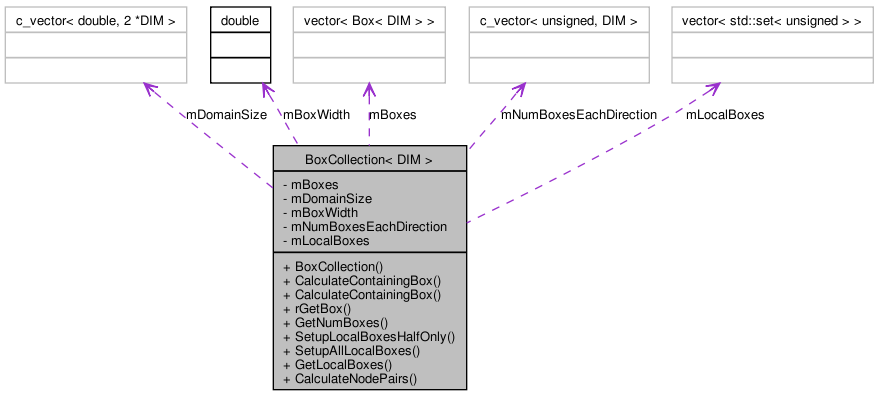 c_vector< double, 2 *DIM >
double
vector< Box< DIM > >
c_vector< unsigned, DIM >
vector< std::set< unsigned > >
mDomainSize
mBoxWidth
mBoxes
mNumBoxesEachDirection
mLocalBoxes
BoxCollection< DIM >
- mBoxes
- mDomainSize
- mBoxWidth
- mNumBoxesEachDirection
- mLocalBoxes
+ BoxCollection()
+ CalculateContainingBox()
+ CalculateContainingBox()
+ rGetBox()
+ GetNumBoxes()
+ SetupLocalBoxesHalfOnly()
+ SetupAllLocalBoxes()
+ GetLocalBoxes()
+ CalculateNodePairs()